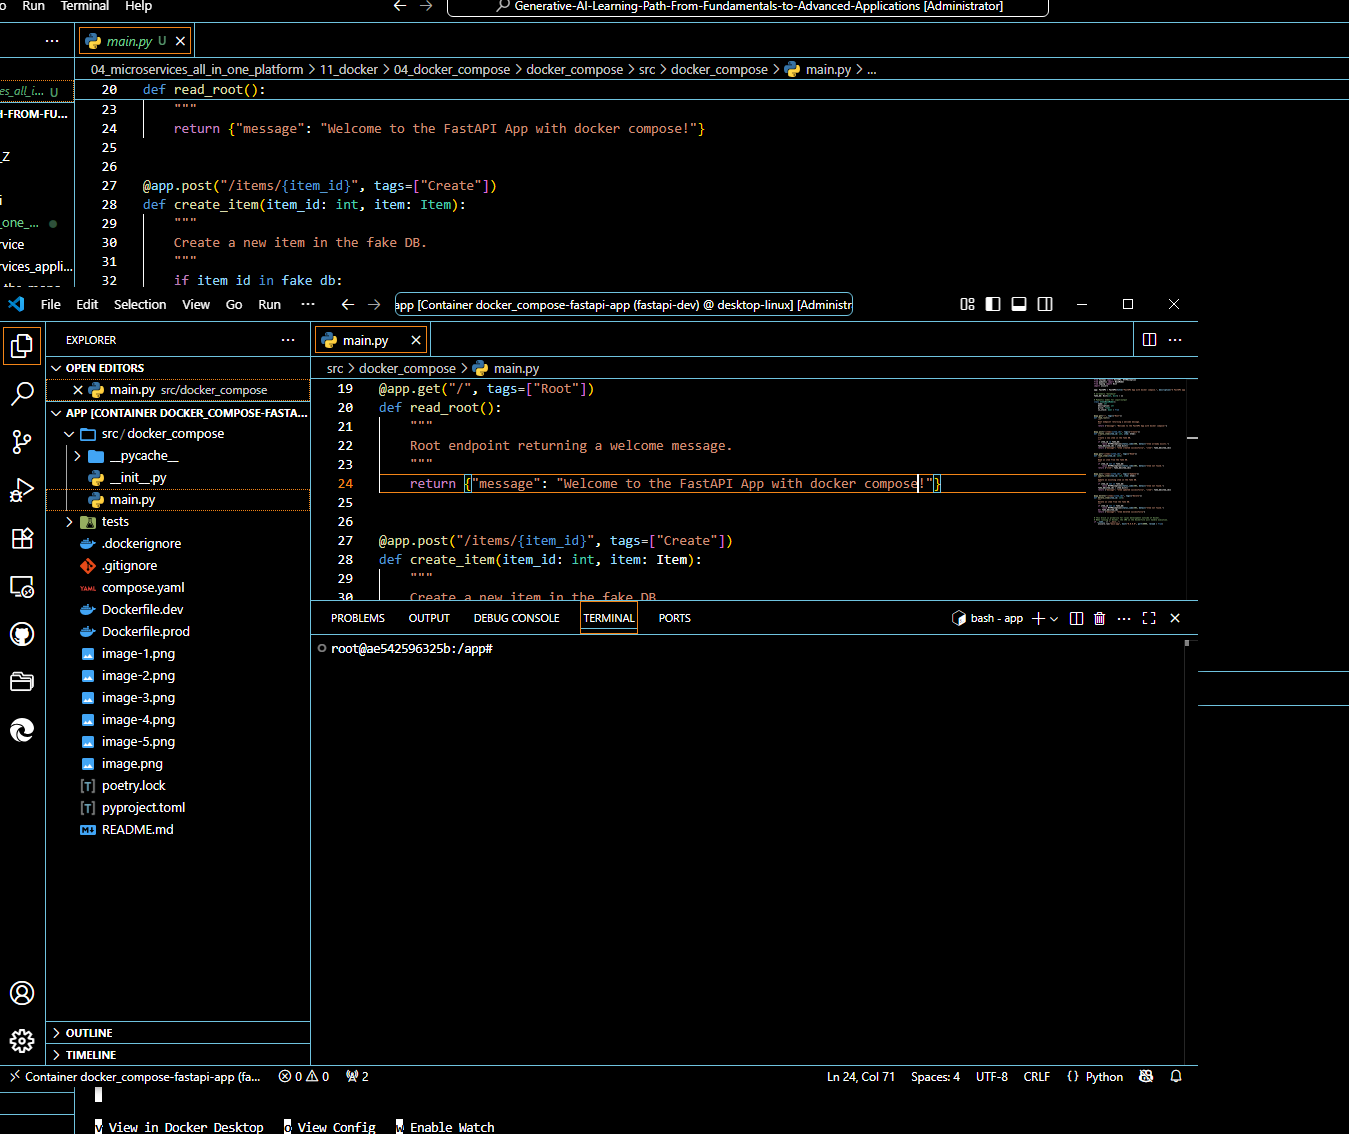 Run Terminal Help
Generative-AI-Learning-Path-From-Fundamentals-to-Advanced-Applications [Administrator]
main.py U
04_microservices_all_in_one_platform > 11_docker > 04_docker_compose > docker_compose > src > docker_compose > main.py > ...
es_all_i... U
20 def read_root():
23 """
H-FROM-FU...
24 return {"message": "Welcome to the FastAPI App with docker compose!"}
25
_Z
26
27 @app.post("/items/{item_id}", tags=["Create"])
28 def create_item(item_id: int, item: Item):
_one_...
29 """
30 Create a new item in the fake DB.
rvice
31 """
rvices_appli...
32 if item id in fake db:
File Edit Selection View Go Run ...
app [Container docker_compose-fastapi-app (fastapi-dev) @ desktop-linux] [Administr
EXPLORER
main.py
OPEN EDITORS
main.py src/docker_compose
APP [CONTAINER DOCKER_COMPOSE-FASTA...
src / docker_compose
__pycache__
__init__.py
main.py
tests
.dockerignore
.gitignore
compose.yaml
Dockerfile.dev
Dockerfile.prod
image-1.png
image-2.png
image-3.png
image-4.png
image-5.png
image.png
poetry.lock
pyproject.toml
README.md
OUTLINE
TIMELINE
src > docker_compose > main.py
19 @app.get("/", tags=["Root"])
20 def read_root():
21 """
22 Root endpoint returning a welcome message.
23 """
24 return {"message": "Welcome to the FastAPI App with docker compose!"}
25
26
27 @app.post("/items/{item_id}", tags=["Create"])
28 def create_item(item_id: int, item: Item):
29 """
30 Create a new item in the fake DB
PROBLEMS OUTPUT DEBUG CONSOLE TERMINAL PORTS
bash - app
root@ae542596325b:/app#
Container docker_compose-fastapi-app (fa... 0 0 2
Ln 24, Col 71 Spaces: 4 UTF-8 CRLF {} Python
v View in Docker Desktop o View Config w Enable Watch